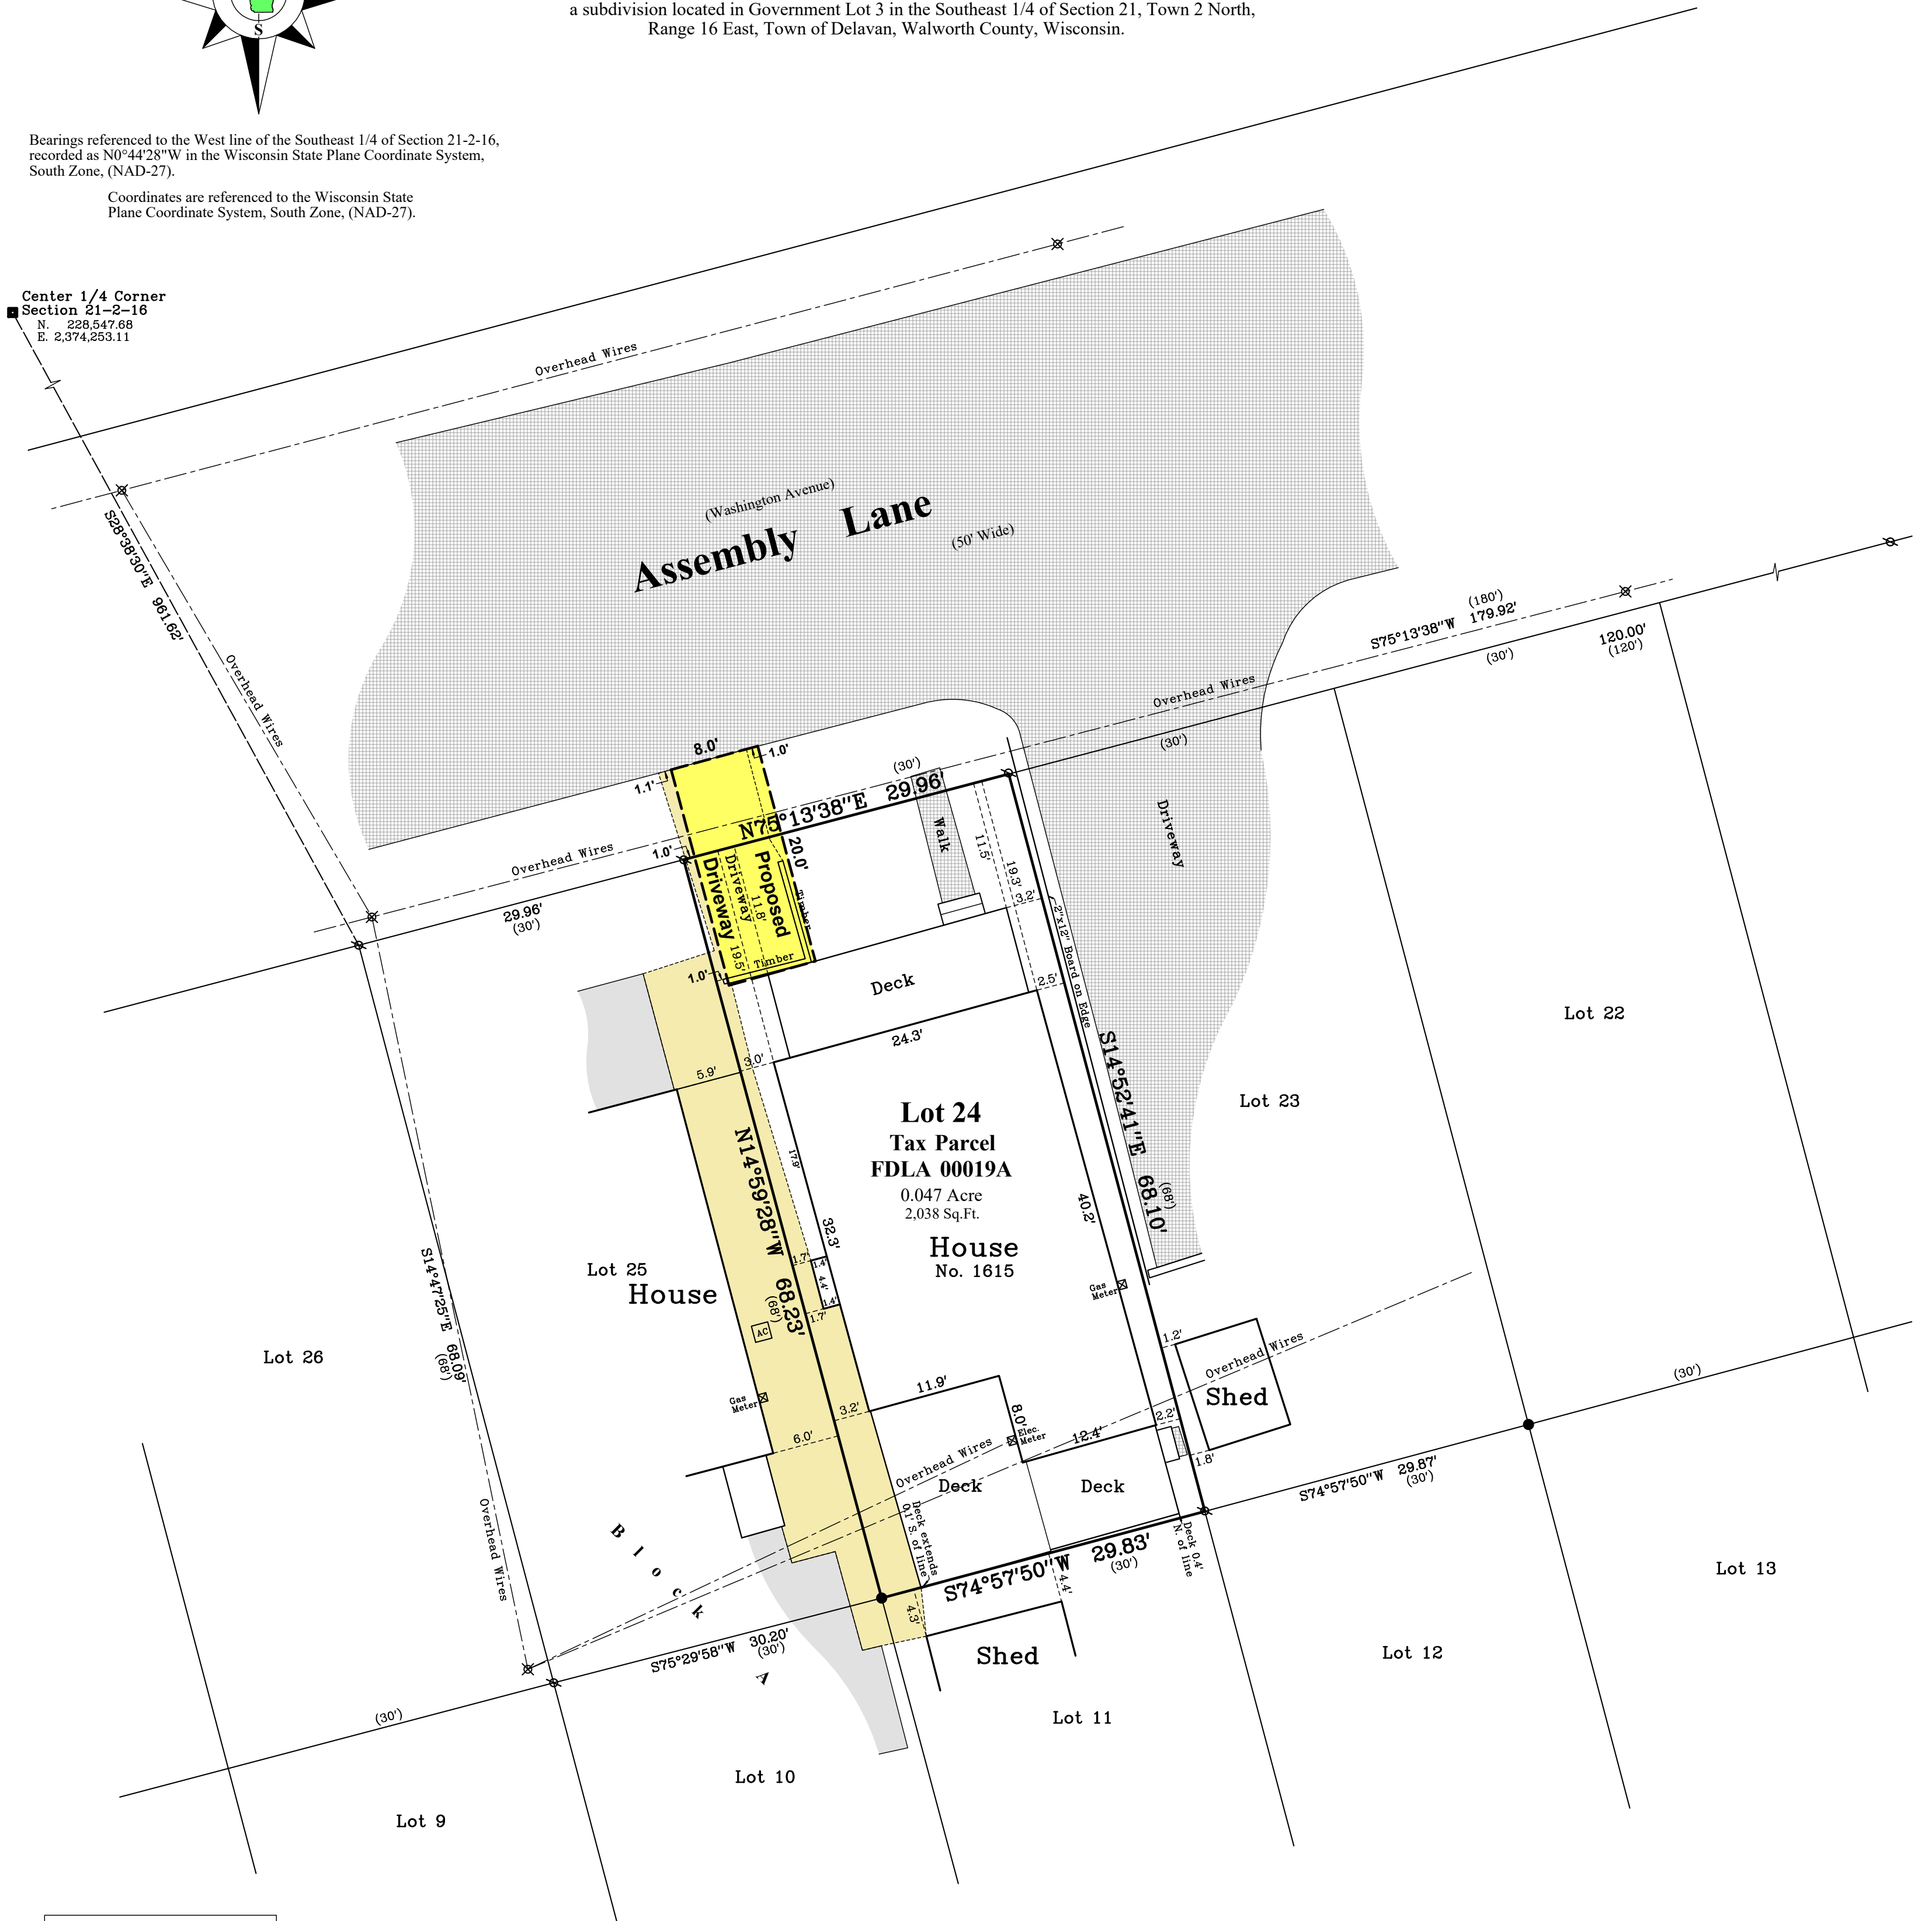 a subdivision located in Government Lot 3 in the Southeast 1/4 of Section 21, Town 2 North,
Range 16 East, Town of Delavan, Walworth County, Wisconsin.
S
Bearings referenced to the West line of the Southeast 1/4 of Section 21-2-16,
recorded as N0°44'28"W in the Wisconsin State Plane Coordinate System,
South Zone, (NAD-27).
Coordinates are referenced to the Wisconsin State
Plane Coordinate System, South Zone, (NAD-27).
Center 1/4 Corner
Section 21-2-16
N. 228,547.68
E. 2,374,253.11
Overhead Wires
S28°38'30"E 961.62'
Overhead Wires
(Washington Avenue)
Assembly Lane
(50' Wide)
(180')
S75°13'38"W 179.92'
120.00'
(120')
(30')
Overhead Wires
(30')
8.0'
1.0'
1.1'
(30')
N75°13'38"E 29.96'
1.0'
Overhead Wires
29.96'
(30')
20.0'
Proposed
Driveway
Driveway
11.8'
19.5'
Timber
Timber
1.0'
Walk
11.5'
19.3'
3.2'
Driveway
2"x12" Board on Edge
Deck
2.5'
24.3'
3.0'
5.9'
Lot 22
Lot 23
S14°52'41"E 68.10'
(68')
Lot 24
Tax Parcel
FDLA 00019A
0.047 Acre
2,038 Sq.Ft.
House
No. 1615
N14°59'28"W 68.23'
(68')
17.9'
32.3'
40.2'
1.7'
1.4'
4.4'
1.4'
1.7'
Gas
Meter
Lot 25
House
AC
Gas
Meter
S14°47'25"E 68.09'
(68')
Lot 26
Overhead Wires
1.2'
Shed
Overhead Wires
(30')
11.9'
8.0'
Elec.
Meter
12.4'
2.2'
1.8'
3.2'
6.0'
Overhead Wires
Deck
Deck
Deck extends
0.1' S. of line
Deck 0.4'
N. of line
S74°57'50"W 29.87'
(30')
S74°57'50"W 29.83'
(30')
4.3'
4.4'
Shed
Block A
S75°29'58"W 30.20'
(30')
(30')
Lot 13
Lot 12
Lot 11
Lot 10
Lot 9